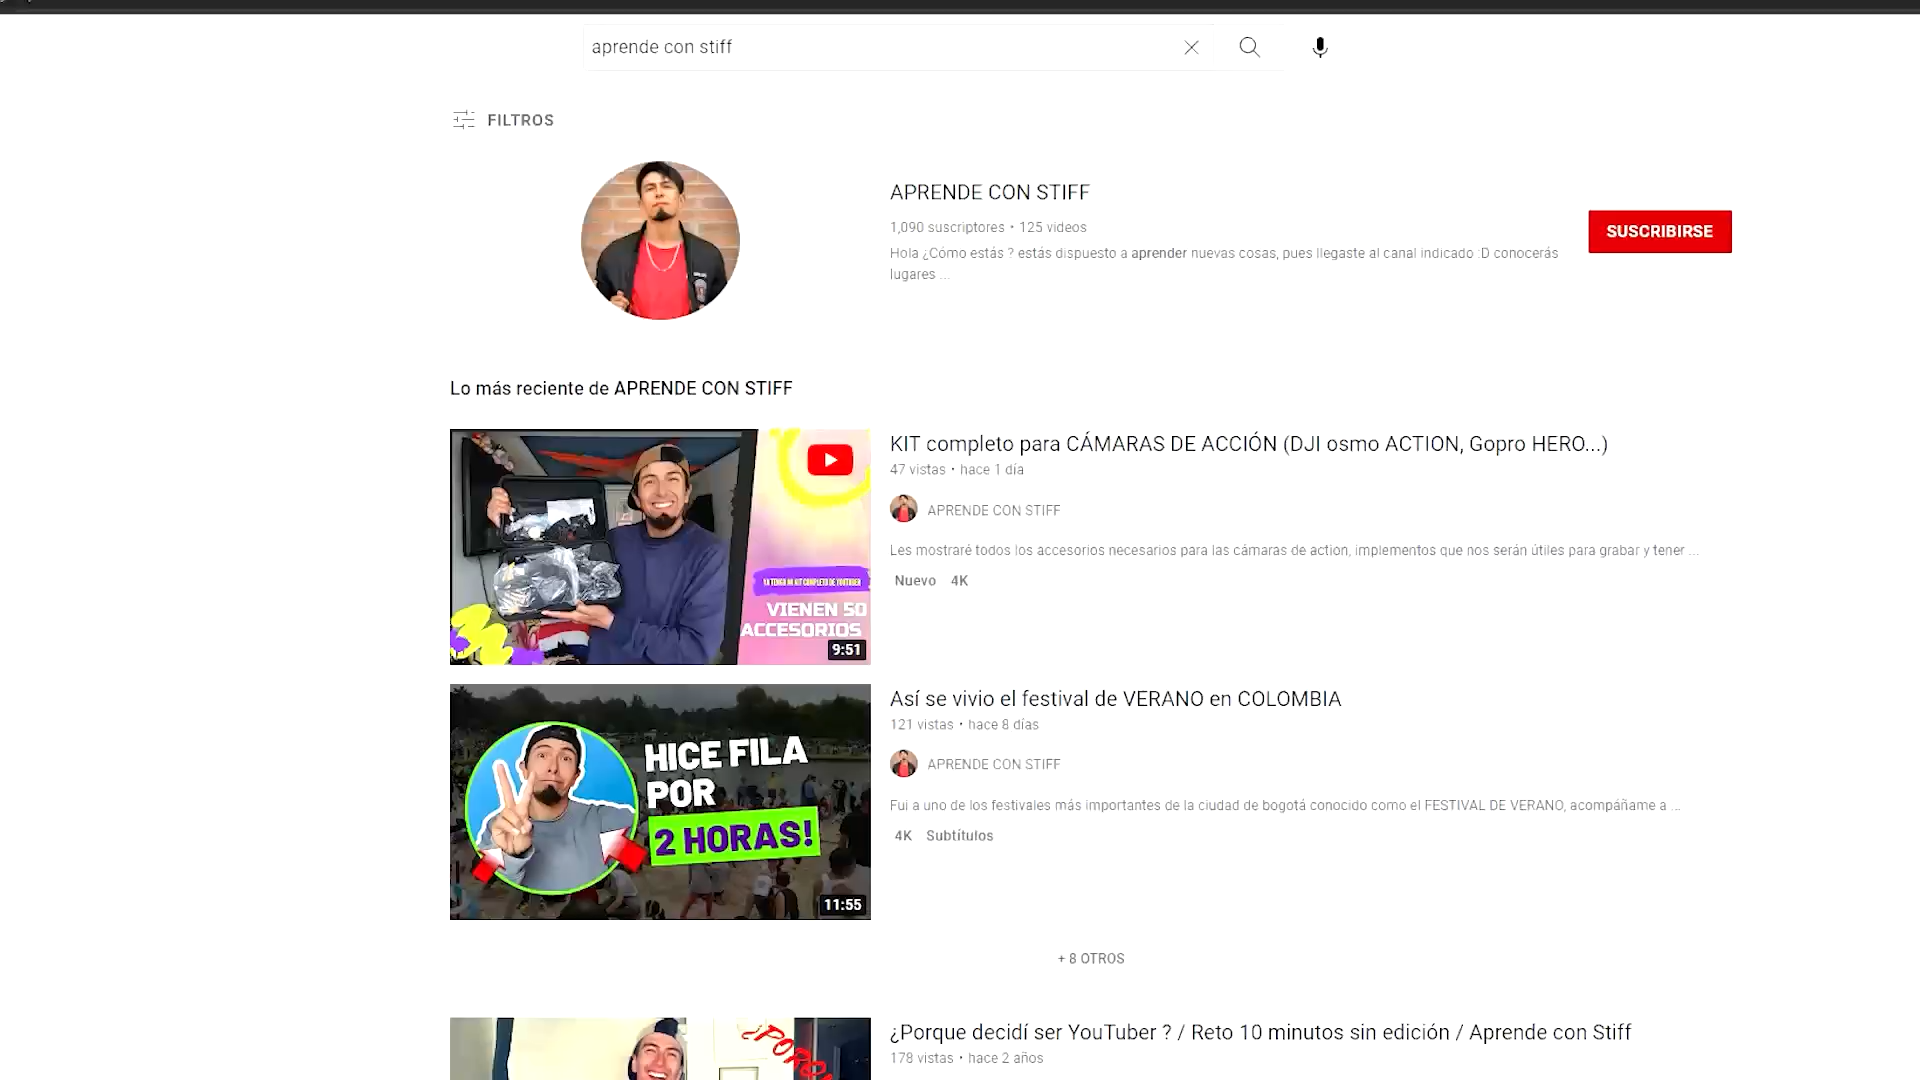 aprende con stiff
FILTROS
APRENDE CON STIFF
1,090 suscriptores • 125 videos
Hola ¿Cómo estás ? estás dispuesto a aprender nuevas cosas, pues llegaste al canal indicado :D conocerás
lugares ...
SUSCRIBIRSE
Lo más reciente de APRENDE CON STIFF
YA TENGO MI KIT COMPLETO DE YOUTUBER
VIENEN 50
ACCESORIOS
9:51
KIT completo para CÁMARAS DE ACCIÓN (DJI osmo ACTION, Gopro HERO...)
47 vistas • hace 1 día
APRENDE CON STIFF
Les mostraré todos los accesorios necesarios para las cámaras de action, implementos que nos serán útiles para grabar y tener ...
Nuevo 4K
HICE FILA
POR
2 HORAS!
11:55
Así se vivio el festival de VERANO en COLOMBIA
121 vistas • hace 8 días
APRENDE CON STIFF
Fui a uno de los festivales más importantes de la ciudad de bogotá conocido como el FESTIVAL DE VERANO, acompáñame a ...
4K Subtítulos
+ 8 OTROS
¿Porque decidí ser YouTuber ? / Reto 10 minutos sin edición / Aprende con Stiff
178 vistas • hace 2 años